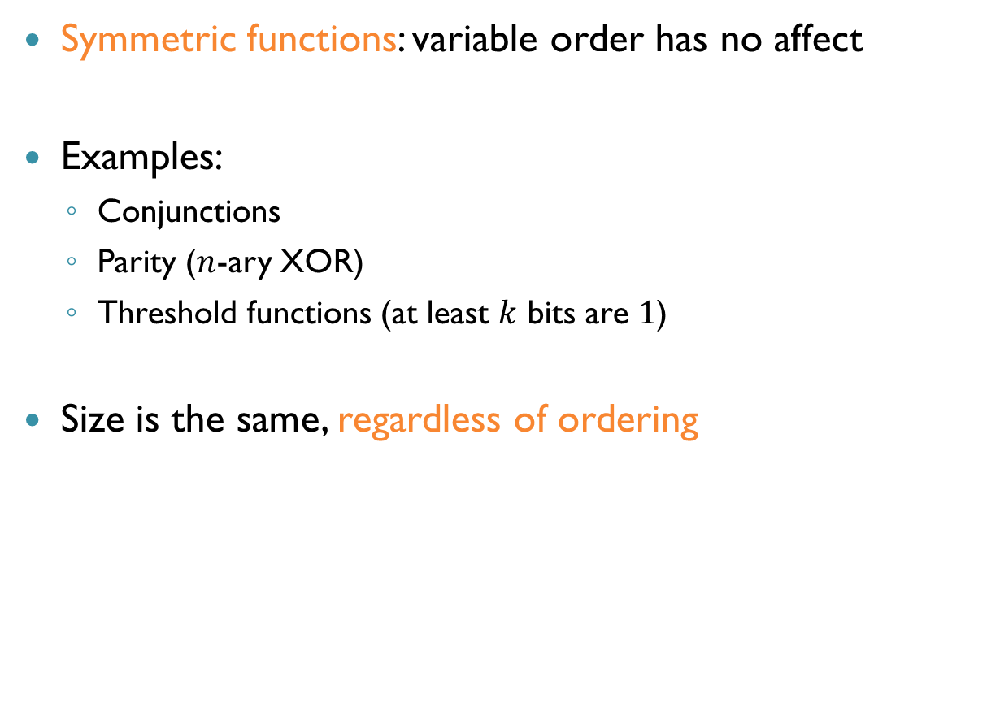 • Symmetric functions: variable order has no affect
• Examples:
◦ Conjunctions
◦ Parity (𝑛-ary XOR)
◦ Threshold functions (at least 𝑘 bits are 1)
• Size is the same, regardless of ordering